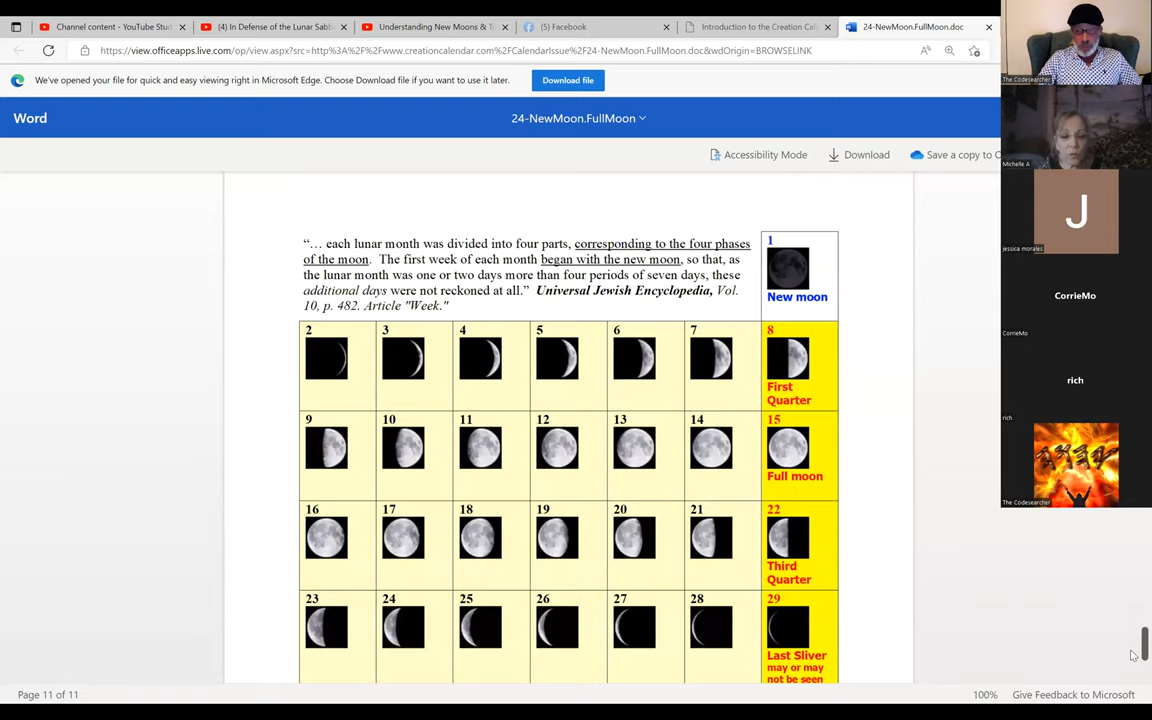 Channel content - YouTube Stud
(4) In Defense of the Lunar Sabb
Understanding New Moons & T
(5) Facebook
Introduction to the Creation Cal
24-NewMoon.FullMoon.doc
https://view.officeapps.live.com/op/view.aspx?src=http%3A%2F%2Fwww.creationcalendar.com%2FCalendarIssue%2F24-NewMoon.FullMoon.doc&wdOrigin=BROWSELINK
We've opened your file for quick and easy viewing right in Microsoft Edge. Choose Download file if you want to use it later.
Download file
Word
24-NewMoon.FullMoon
Accessibility Mode
Download
Save a copy to O
"… each lunar month was divided into four parts, corresponding to the four phases
of the moon. The first week of each month began with the new moon, so that, as
the lunar month was one or two days more than four periods of seven days, these
additional days were not reckoned at all." Universal Jewish Encyclopedia, Vol.
10, p. 482. Article "Week."
1
New moon
2 3 4 5 6 7 8
First
Quarter
9 10 11 12 13 14 15
Full moon
16 17 18 19 20 21 22
Third
Quarter
23 24 25 26 27 28 29
Last Sliver
may or may
not be seen
Page 11 of 11
100%
Give Feedback to Microsoft
The Codesearcher
Michelle A
J
jessica morales
CorrieMo
CorrieMo
rich
rich
The Codesearcher